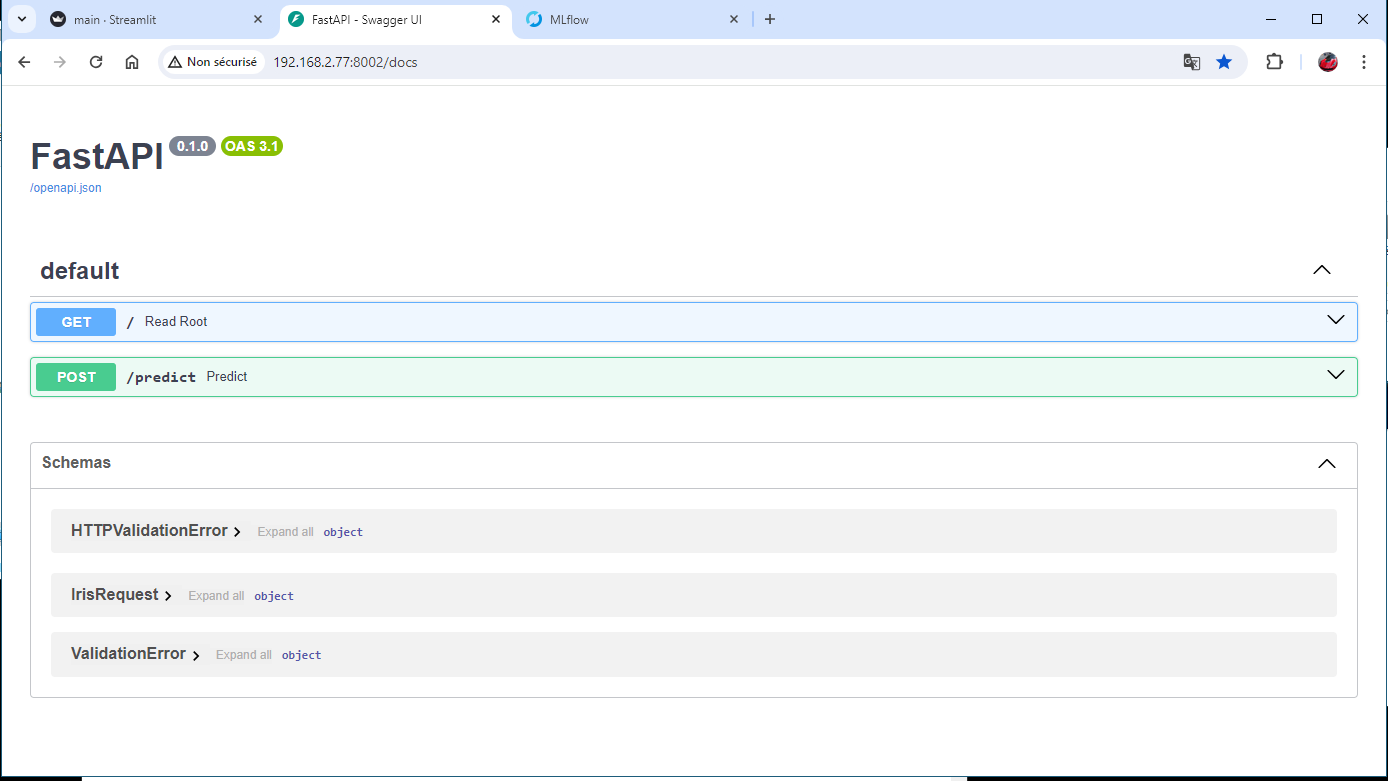 main · Streamlit
FastAPI - Swagger UI
MLflow
Non sécurisé
192.168.2.77:8002/docs
FastAPI 0.1.0 OAS 3.1
/openapi.json
default
GET / Read Root
POST /predict Predict
Schemas
HTTPValidationError Expand all object
IrisRequest Expand all object
ValidationError Expand all object